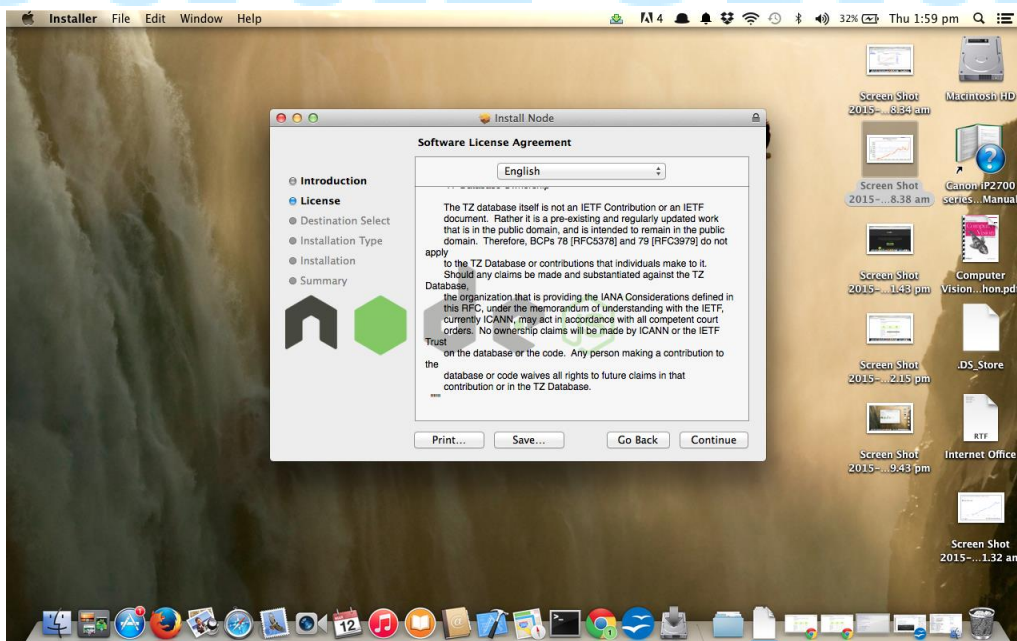 Installer File Edit Window Help
4 32% Thu 1:59 pm
Install Node
Software License Agreement
English
Introduction
License
Destination Select
Installation Type
Installation
Summary
The TZ database itself is not an IETF Contribution or an IETF
document. Rather it is a pre-existing and regularly updated work
that is in the public domain, and is intended to remain in the public
domain. Therefore, BCPs 78 [RFC5378] and 79 [RFC3979] do not
apply
to the TZ Database or contributions that individuals make to it.
Should any claims be made and substantiated against the TZ
Database,
the organization that is providing the IANA Considerations defined in
this RFC, under the memorandum of understanding with the IETF,
currently ICANN, may act in accordance with all competent court
orders. No ownership claims will be made by ICANN or the IETF
Trust
on the database or the code. Any person making a contribution to
the
database or code waives all rights to future claims in that
contribution or in the TZ Database.
"""
node
JS
Print... Save... Go Back Continue
Screen Shot
2015-...8.34 am
Macintosh HD
Screen Shot
2015-...8.38 am
Canon iP2700
series...Manual
Screen Shot
2015-...1.43 pm
Computer
Vision...hon.pdf
Screen Shot
2015-...2.15 pm
.DS_Store
Screen Shot
2015-...9.43 pm
RTF
Internet Office
Screen Shot
2015-...1.32 am
12